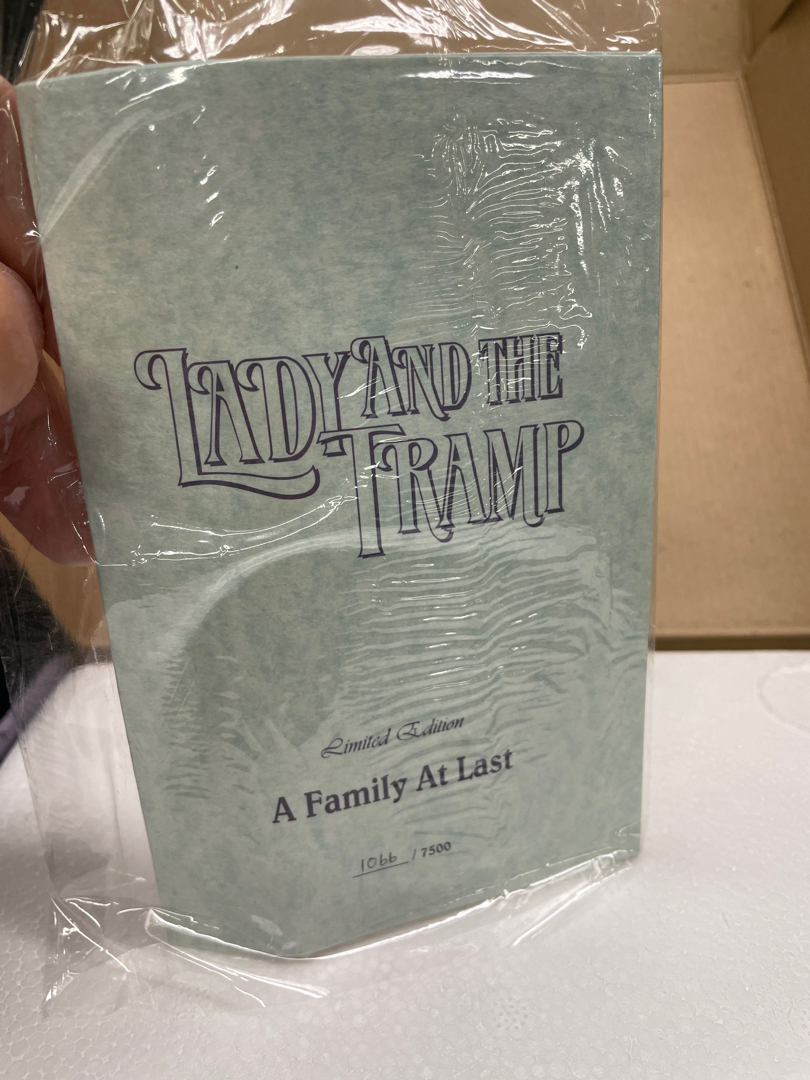 LADY AND THE
TRAMP
Limited Edition
A Family At Last
1066 / 7500